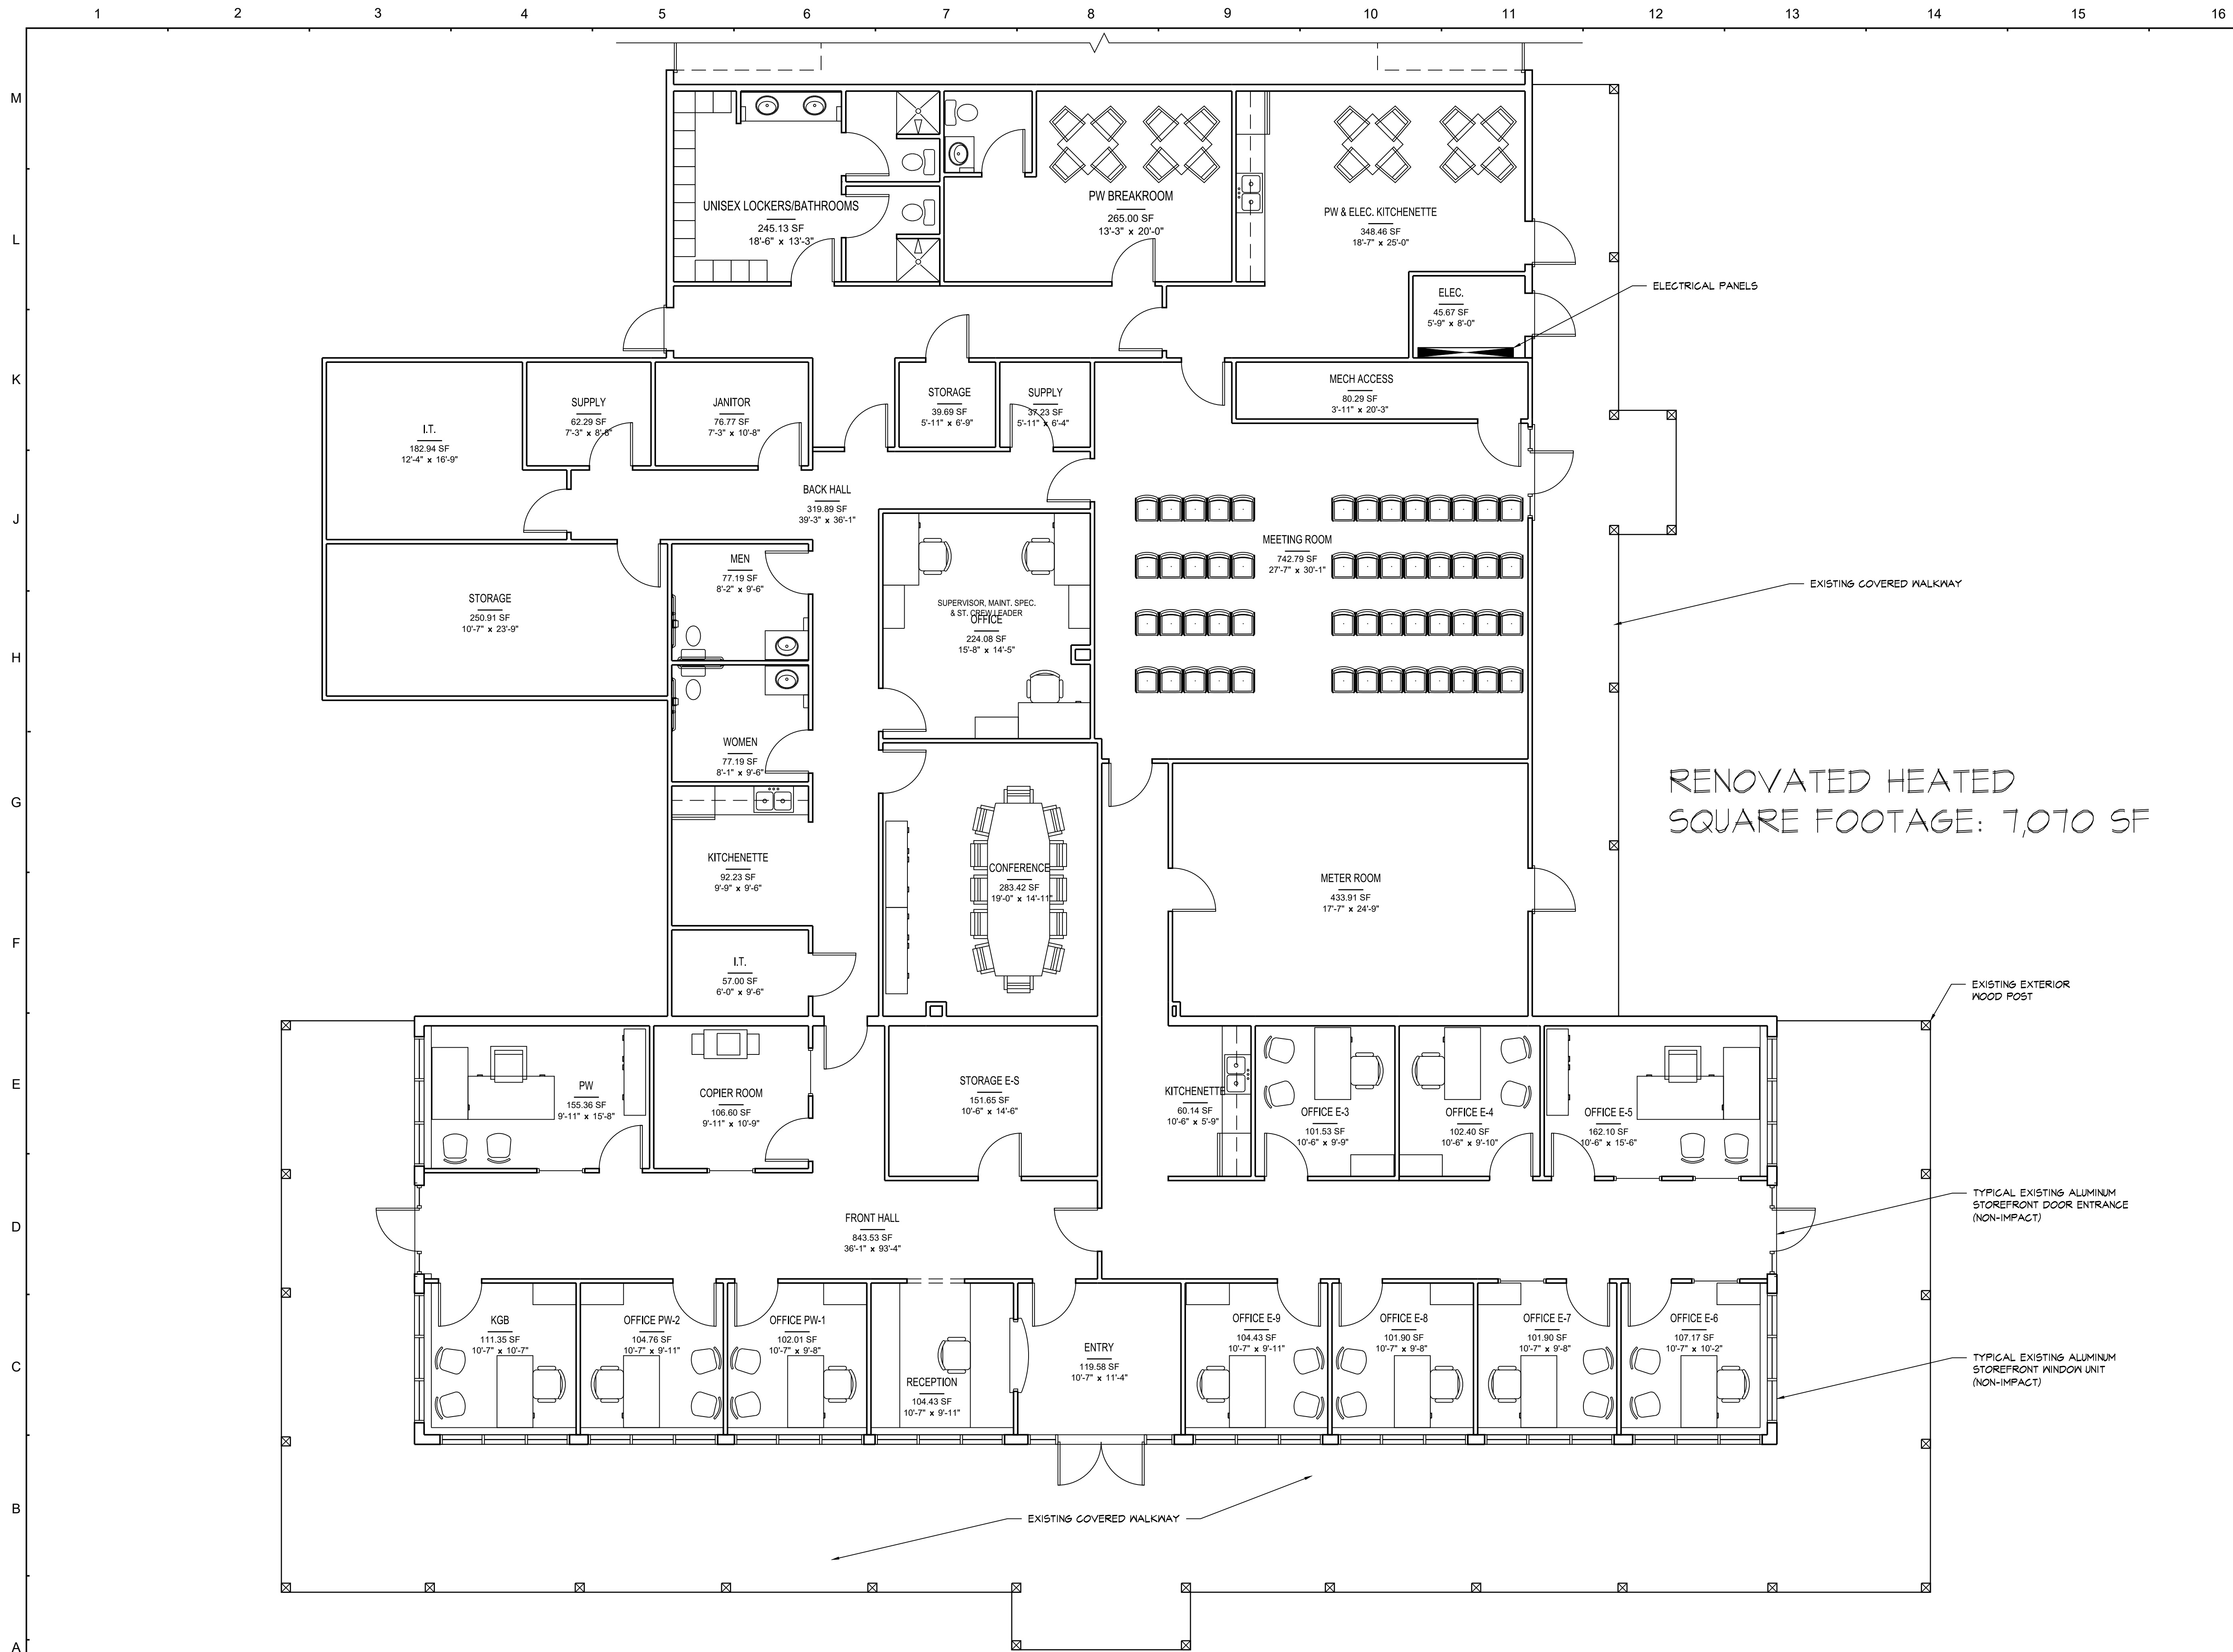 1 2 3 4 5 6 7 8 9 10 11 12 13 14 15 16
M
L
K
J
H
G
F
E
D
C
B
A
UNISEX LOCKERS/BATHROOMS
245.13 SF
18'-6" x 13'-3"
PW BREAKROOM
265.00 SF
13'-3" x 20'-0"
PW & ELEC. KITCHENETTE
348.46 SF
18'-7" x 25'-0"
ELEC.
45.67 SF
5'-9" x 8'-0"
ELECTRICAL PANELS
I.T.
182.94 SF
12'-4" x 16'-9"
SUPPLY
62.29 SF
7'-3" x 8'-8"
JANITOR
76.77 SF
7'-3" x 10'-8"
STORAGE
39.69 SF
5'-11" x 6'-9"
SUPPLY
37.23 SF
5'-11" x 6'-4"
MECH ACCESS
80.29 SF
3'-11" x 20'-3"
BACK HALL
319.89 SF
39'-3" x 36'-1"
MEETING ROOM
742.79 SF
27'-7" x 30'-1"
MEN
77.19 SF
8'-2" x 9'-6"
STORAGE
250.91 SF
10'-7" x 23'-9"
SUPERVISOR, MAINT. SPEC.
& ST. CREW LEADER
OFFICE
224.08 SF
15'-8" x 14'-5"
EXISTING COVERED WALKWAY
WOMEN
77.19 SF
8'-1" x 9'-6"
RENOVATED HEATED
SQUARE FOOTAGE: 7,070 SF
KITCHENETTE
92.23 SF
9'-9" x 9'-6"
CONFERENCE
283.42 SF
19'-0" x 14'-11"
METER ROOM
433.91 SF
17'-7" x 24'-9"
I.T.
57.00 SF
6'-0" x 9'-6"
EXISTING EXTERIOR
WOOD POST
PW
155.36 SF
9'-11" x 15'-8"
COPIER ROOM
106.60 SF
9'-11" x 10'-9"
STORAGE E-S
151.65 SF
10'-6" x 14'-6"
KITCHENETTE
60.14 SF
10'-6" x 5'-9"
OFFICE E-3
101.53 SF
10'-6" x 9'-9"
OFFICE E-4
102.40 SF
10'-6" x 9'-10"
OFFICE E-5
162.10 SF
10'-6" x 15'-6"
TYPICAL EXISTING ALUMINUM
STOREFRONT DOOR ENTRANCE
(NON-IMPACT)
FRONT HALL
843.53 SF
36'-1" x 93'-4"
KGB
111.35 SF
10'-7" x 10'-7"
OFFICE PW-2
104.76 SF
10'-7" x 9'-11"
OFFICE PW-1
102.01 SF
10'-7" x 9'-8"
RECEPTION
104.43 SF
10'-7" x 9'-11"
ENTRY
119.58 SF
10'-7" x 11'-4"
OFFICE E-9
104.43 SF
10'-7" x 9'-11"
OFFICE E-8
101.90 SF
10'-7" x 9'-8"
OFFICE E-7
101.90 SF
10'-7" x 9'-8"
OFFICE E-6
107.17 SF
10'-7" x 10'-2"
TYPICAL EXISTING ALUMINUM
STOREFRONT WINDOW UNIT
(NON-IMPACT)
EXISTING COVERED WALKWAY